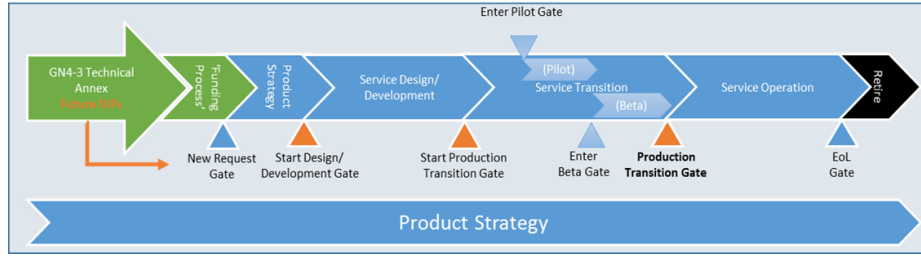 Enter Pilot Gate
GN4-3 Technical
Annex
Future NIFs
'Funding
Process'
Product
Strategy
Service Design/
Development
(Pilot)
Service Transition
(Beta)
Service Operation
Retire
New Request
Gate
Start Design/
Development Gate
Start Production
Transition Gate
Enter
Beta Gate
Production
Transition Gate
EoL
Gate
Product Strategy